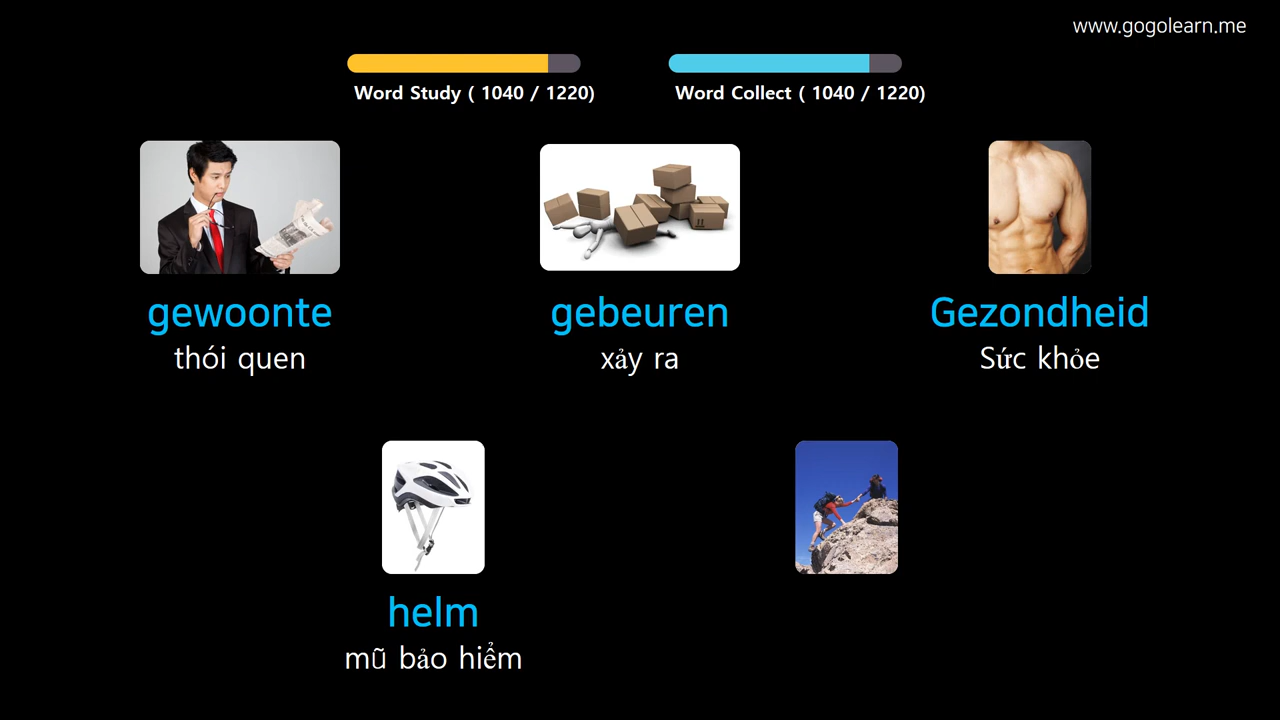 www.gogolearn.me
Word Study ( 1040 / 1220)
Word Collect ( 1040 / 1220)
gewoonte
thói quen
gebeuren
xảy ra
Gezondheid
Sức khỏe
helm
mũ bảo hiểm